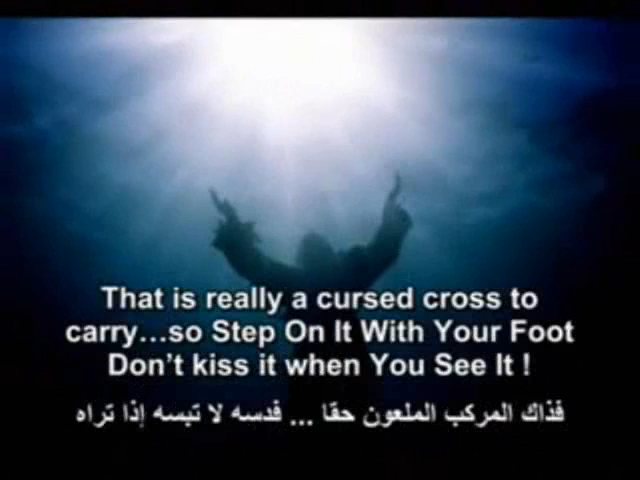 That is really a cursed cross to
carry...so Step On It With Your Foot
Don't kiss it when You See It !
فذاك المركب الملعون حقا ... فدسه لا تبسه إذا تراه